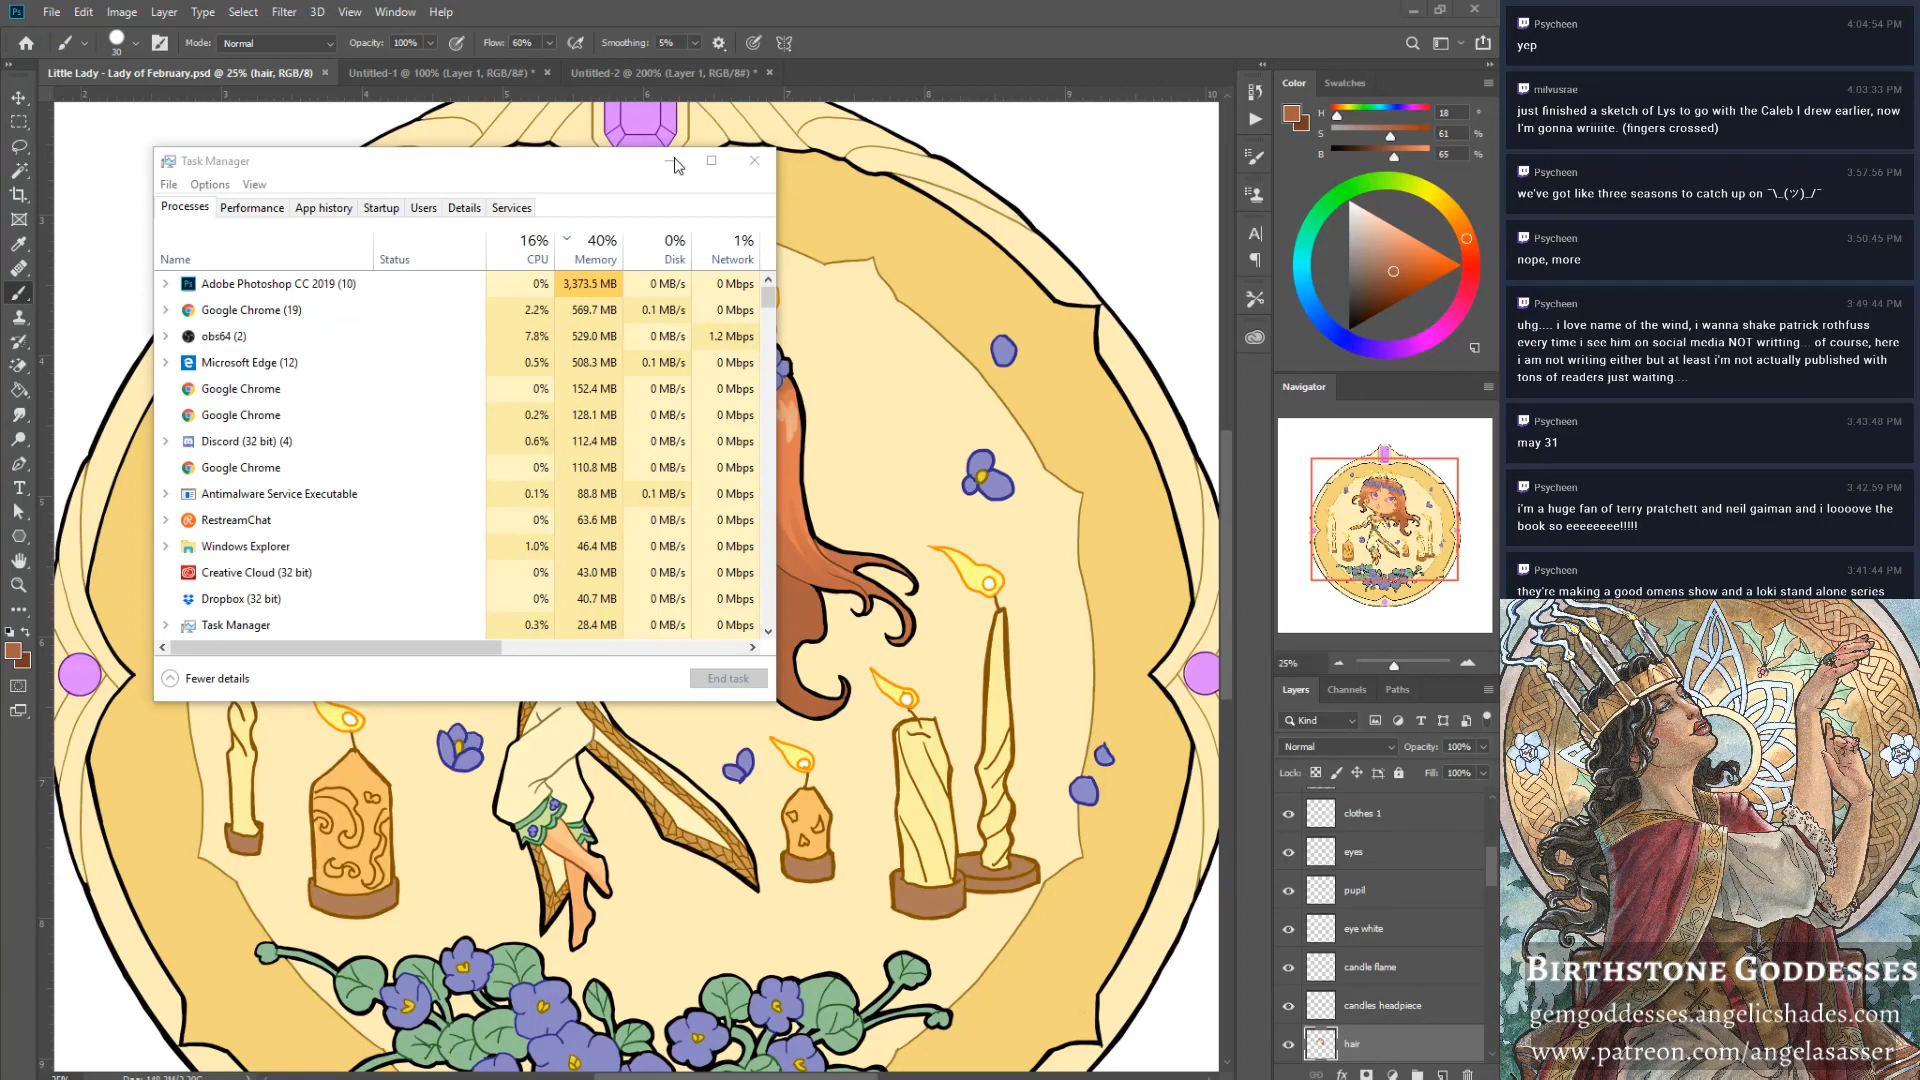 Ps File Edit Image Layer Type Select Filter 3D View Window Help
30 Mode: Normal Opacity: 100% Flow: 60% Smoothing: 5%
Little Lady - Lady of February.psd @ 25% (hair, RGB/8) × Untitled-1 @ 100% (Layer 1, RGB/8#) * × Untitled-2 @ 200% (Layer 1, RGB/8#) * ×
2 3 4 5 6 7 8 9 10
Task Manager
File Options View
Processes Performance App history Startup Users Details Services
16% 40% 0% 1%
Name Status CPU Memory Disk Network
Adobe Photoshop CC 2019 (10) 0% 3,373.5 MB 0 MB/s 0 Mbps
Google Chrome (19) 2.2% 569.7 MB 0.1 MB/s 0 Mbps
obs64 (2) 7.8% 529.0 MB 0 MB/s 1.2 Mbps
Microsoft Edge (12) 0.5% 508.3 MB 0.1 MB/s 0 Mbps
Google Chrome 0% 152.4 MB 0 MB/s 0 Mbps
Google Chrome 0.2% 128.1 MB 0 MB/s 0 Mbps
Discord (32 bit) (4) 0.6% 112.4 MB 0 MB/s 0 Mbps
Google Chrome 0% 110.8 MB 0 MB/s 0 Mbps
Antimalware Service Executable 0.1% 88.8 MB 0.1 MB/s 0 Mbps
RestreamChat 0% 63.6 MB 0 MB/s 0 Mbps
Windows Explorer 1.0% 46.4 MB 0 MB/s 0 Mbps
Creative Cloud (32 bit) 0% 43.0 MB 0 MB/s 0 Mbps
Dropbox (32 bit) 0% 40.7 MB 0 MB/s 0 Mbps
Task Manager 0.3% 28.4 MB 0 MB/s 0 Mbps
Fewer details End task
Color Swatches
H 18 °
S 61 %
B 65 %
Navigator
25%
Layers Channels Paths
Kind
Normal Opacity: 100%
Lock: Fill: 100%
clothes 1
eyes
pupil
eye white
candle flame
candles headpiece
hair
Psycheen 4:04:54 PM
yep
milvusrae 4:03:33 PM
just finished a sketch of Lys to go with the Caleb I drew earlier, now
I'm gonna wriiiite. (fingers crossed)
Psycheen 3:57:56 PM
we've got like three seasons to catch up on ¯\_(ツ)_/¯
Psycheen 3:50:45 PM
nope, more
Psycheen 3:49:44 PM
uhg.... i love name of the wind, i wanna shake patrick rothfuss
every time i see him on social media NOT writting... of course, here
i am not writing either but at least i'm not actually published with
tons of readers just waiting....
Psycheen 3:43:48 PM
may 31
Psycheen 3:42:59 PM
i'm a huge fan of terry pratchett and neil gaiman and i loooove the
book so eeeeeeee!!!!!
Psycheen 3:41:44 PM
they're making a good omens show and a loki stand alone series
Birthstone Goddesses
gemgoddesses.angelicshades.com
www.patreon.com/angelasasser